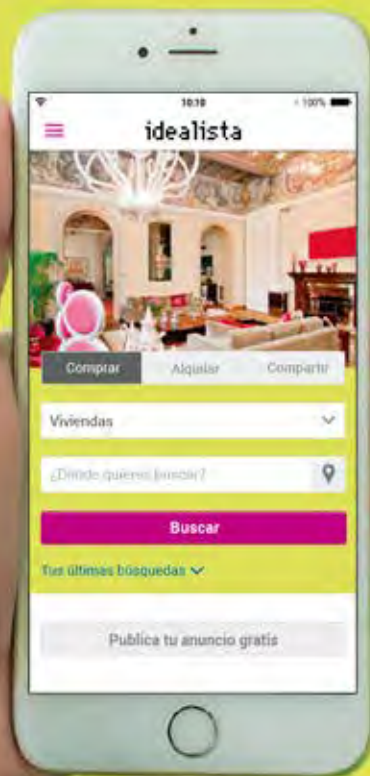 10:10 100%
idealista
Comprar Alquilar Compartir
Viviendas
¿Dónde quieres buscar?
Buscar
Tus últimas búsquedas
Publica tu anuncio gratis